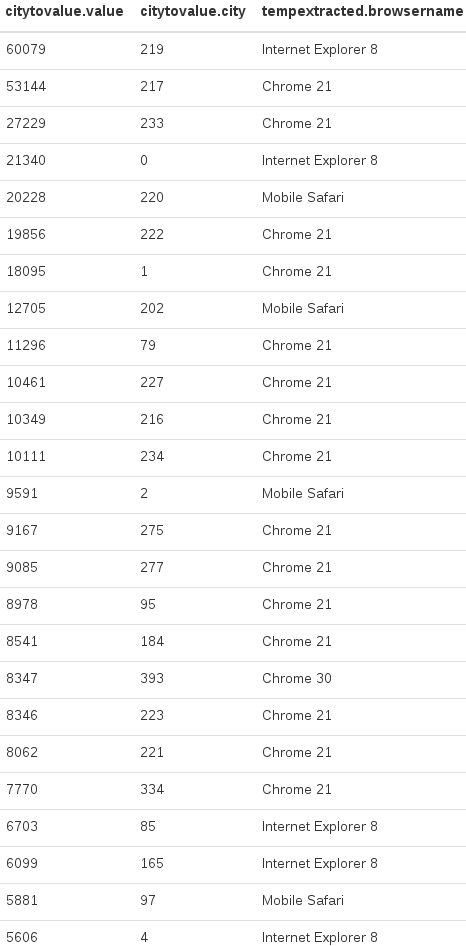 citytovalue.value citytovalue.city tempextracted.browsername
60079 219 Internet Explorer 8
53144 217 Chrome 21
27229 233 Chrome 21
21340 0 Internet Explorer 8
20228 220 Mobile Safari
19856 222 Chrome 21
18095 1 Chrome 21
12705 202 Mobile Safari
11296 79 Chrome 21
10461 227 Chrome 21
10349 216 Chrome 21
10111 234 Chrome 21
9591 2 Mobile Safari
9167 275 Chrome 21
9085 277 Chrome 21
8978 95 Chrome 21
8541 184 Chrome 21
8347 393 Chrome 30
8346 223 Chrome 21
8062 221 Chrome 21
7770 334 Chrome 21
6703 85 Internet Explorer 8
6099 165 Internet Explorer 8
5881 97 Mobile Safari
5606 4 Internet Explorer 8